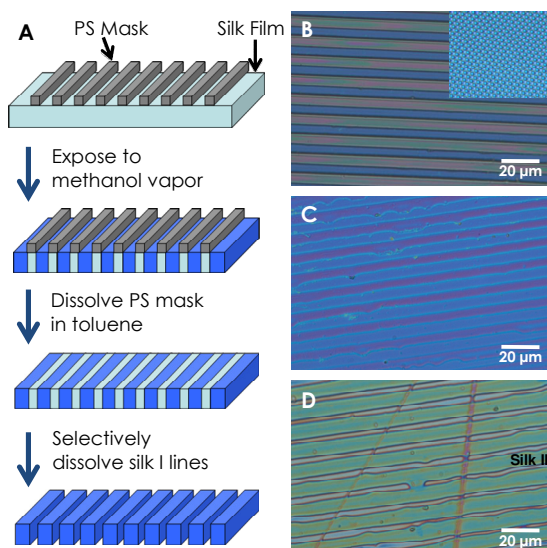 A
PS Mask
Silk Film
Expose to
methanol vapor
Dissolve PS mask
in toluene
Selectively
dissolve silk I lines
B
20 µm
C
20 µm
D
Silk II
20 µm